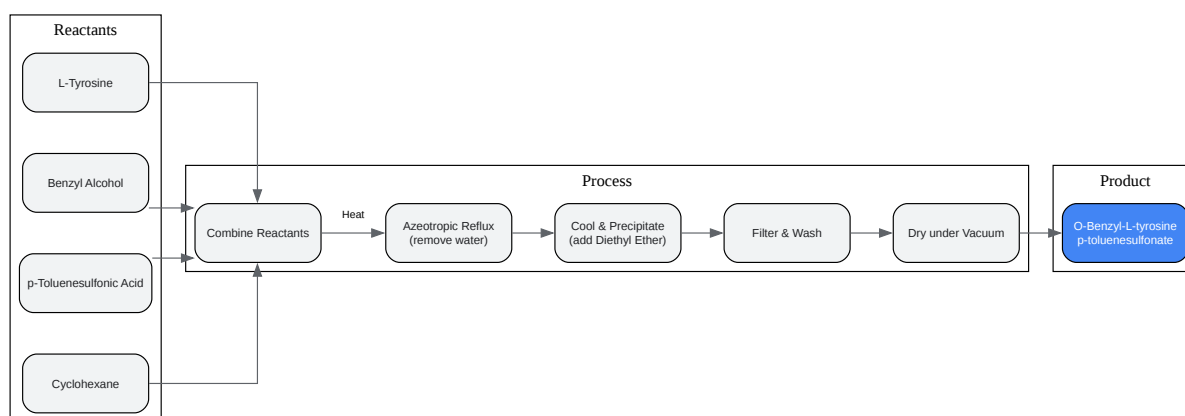 Reactants
L-Tyrosine
Benzyl Alcohol
p-Toluenesulfonic Acid
Cyclohexane
Process
Combine Reactants
Heat
Azeotropic Reflux
(remove water)
Cool & Precipitate
(add Diethyl Ether)
Filter & Wash
Dry under Vacuum
Product
O-Benzyl-L-tyrosine
p-toluenesulfonate